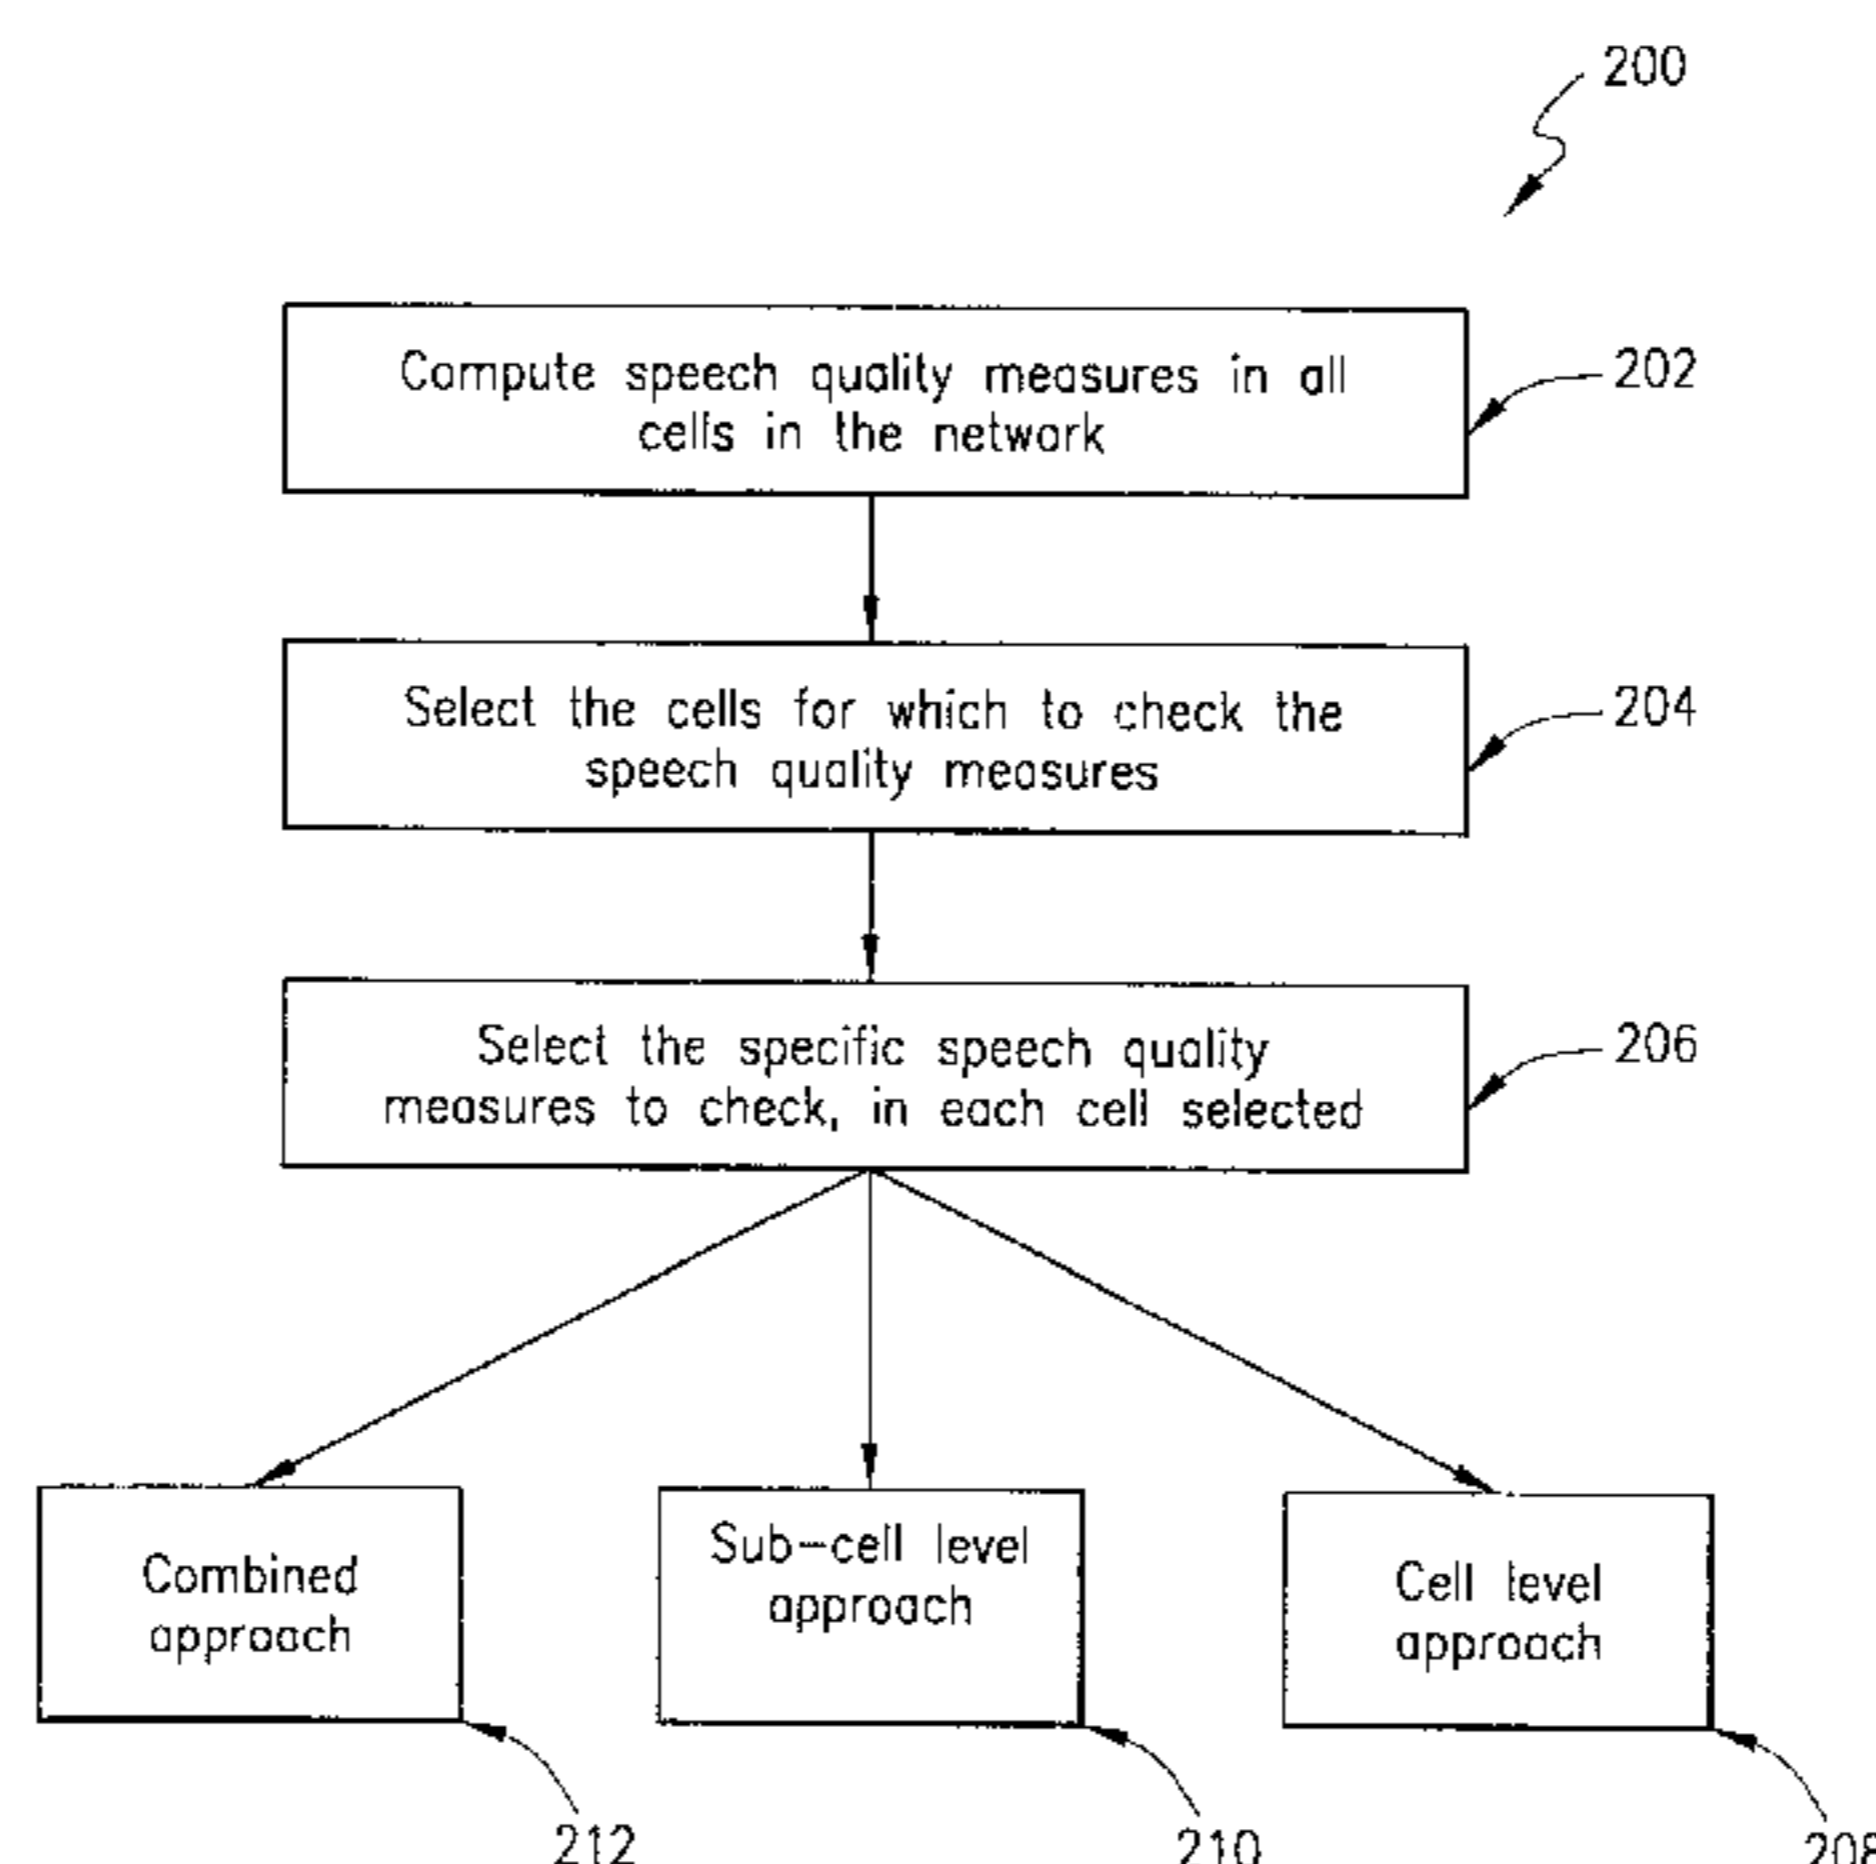 200
Compute speech quality measures in all
cells in the network
202
Select the cells for which to check the
speech quality measures
204
Select the specific speech quality
measures to check, in each cell selected
206
Combined
approach
Sub-cell level
approach
Cell level
approach
212
210
208